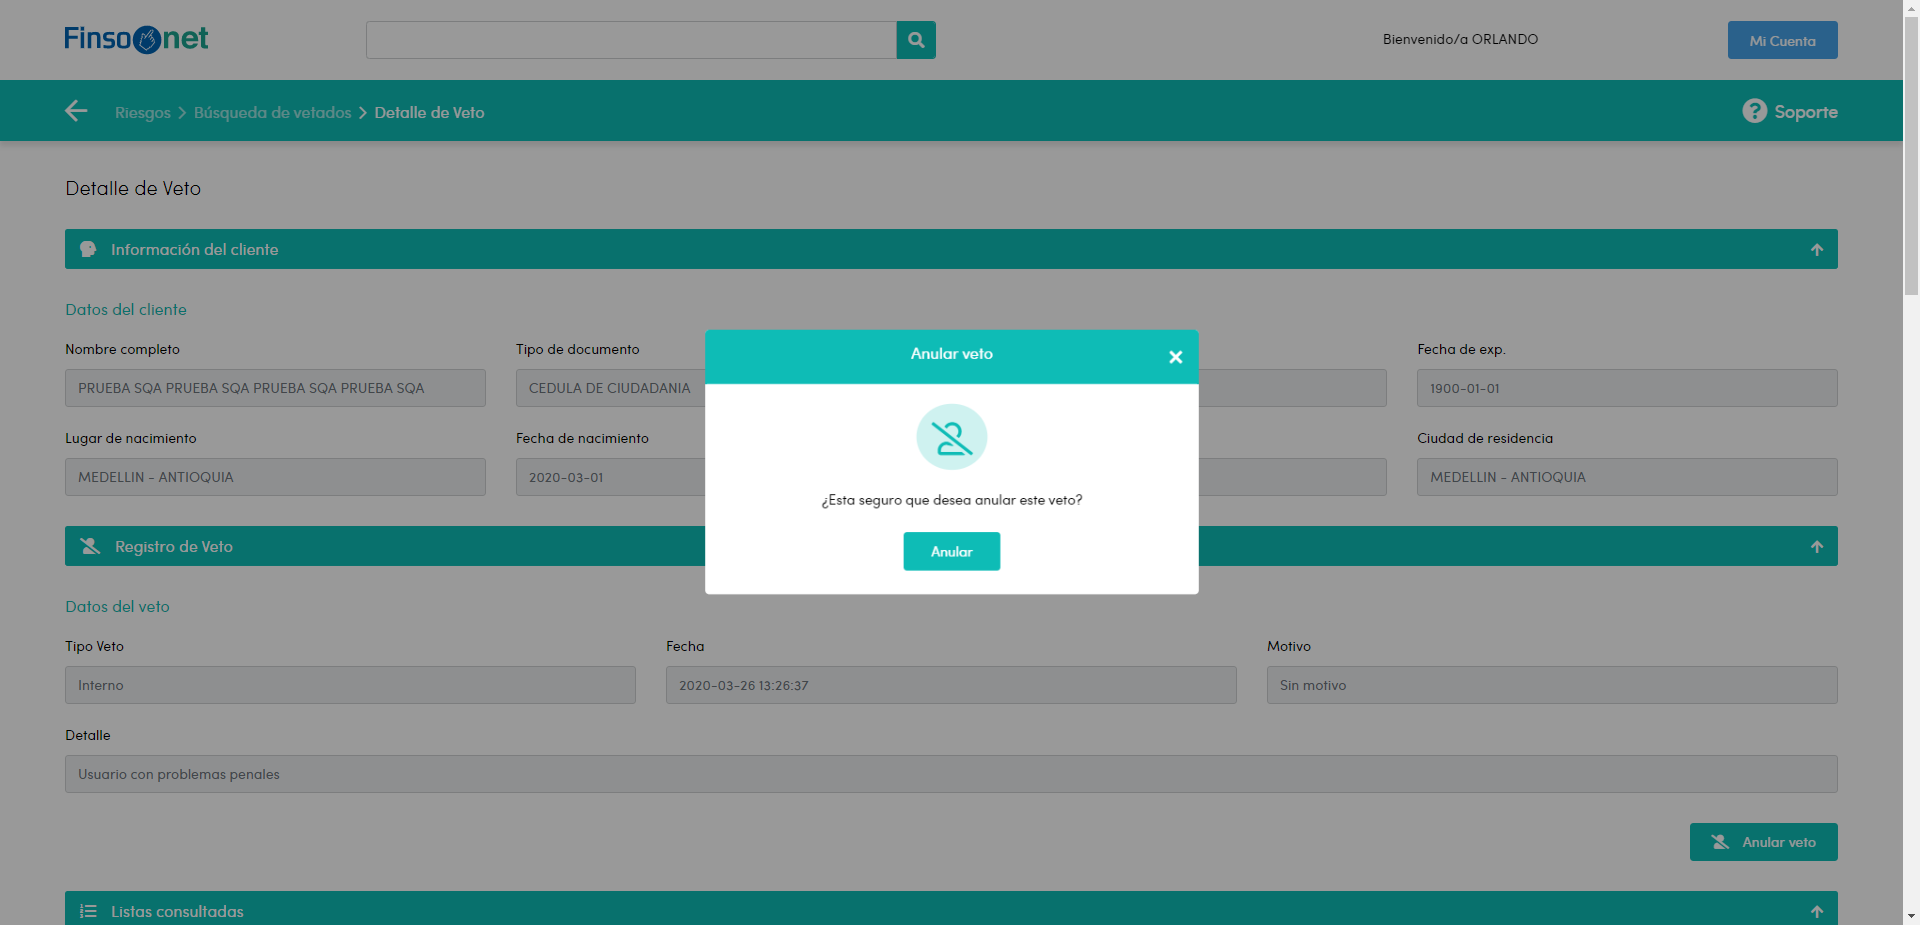 Finsonet
Bienvenido/a ORLANDO
Mi Cuenta
Riesgos > Búsqueda de vetados > Detalle de Veto
? Soporte
Detalle de Veto
Información del cliente
Datos del cliente
Nombre completo
Tipo de documento
Fecha de exp.
PRUEBA SQA PRUEBA SQA PRUEBA SQA PRUEBA SQA
CEDULA DE CIUDADANIA
1900-01-01
Lugar de nacimiento
Fecha de nacimiento
Ciudad de residencia
MEDELLIN - ANTIOQUIA
2020-03-01
MEDELLIN - ANTIOQUIA
Anular veto
¿Esta seguro que desea anular este veto?
Anular
Registro de Veto
Datos del veto
Tipo Veto
Fecha
Motivo
Interno
2020-03-26 13:26:37
Sin motivo
Detalle
Usuario con problemas penales
Anular veto
Listas consultadas